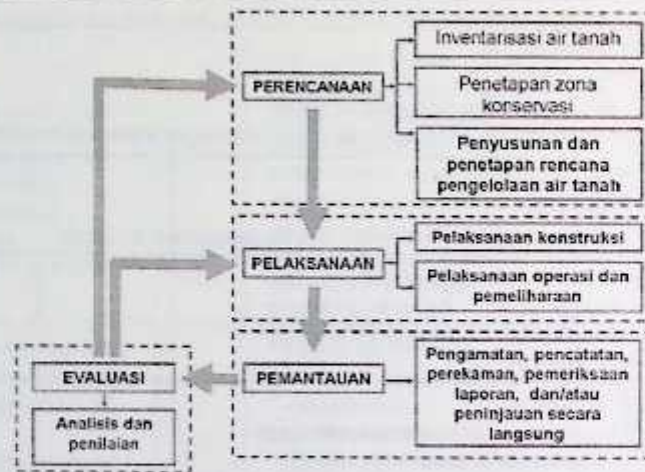 PERENCANAAN
Inventarisasi air tanah
Penetapan zona
konservasi
Penyusunan dan
penetapan rencana
pengelolaan air tanah
PELAKSANAAN
Pelaksanaan konstruksi
Pelaksanaan operasi dan
pemeliharaan
PEMANTAUAN
Pengamatan, pencatatan,
perekaman, pemeriksaan
laporan, dan/atau
peninjauan secara
langsung
EVALUASI
Analisis dan
penilaian